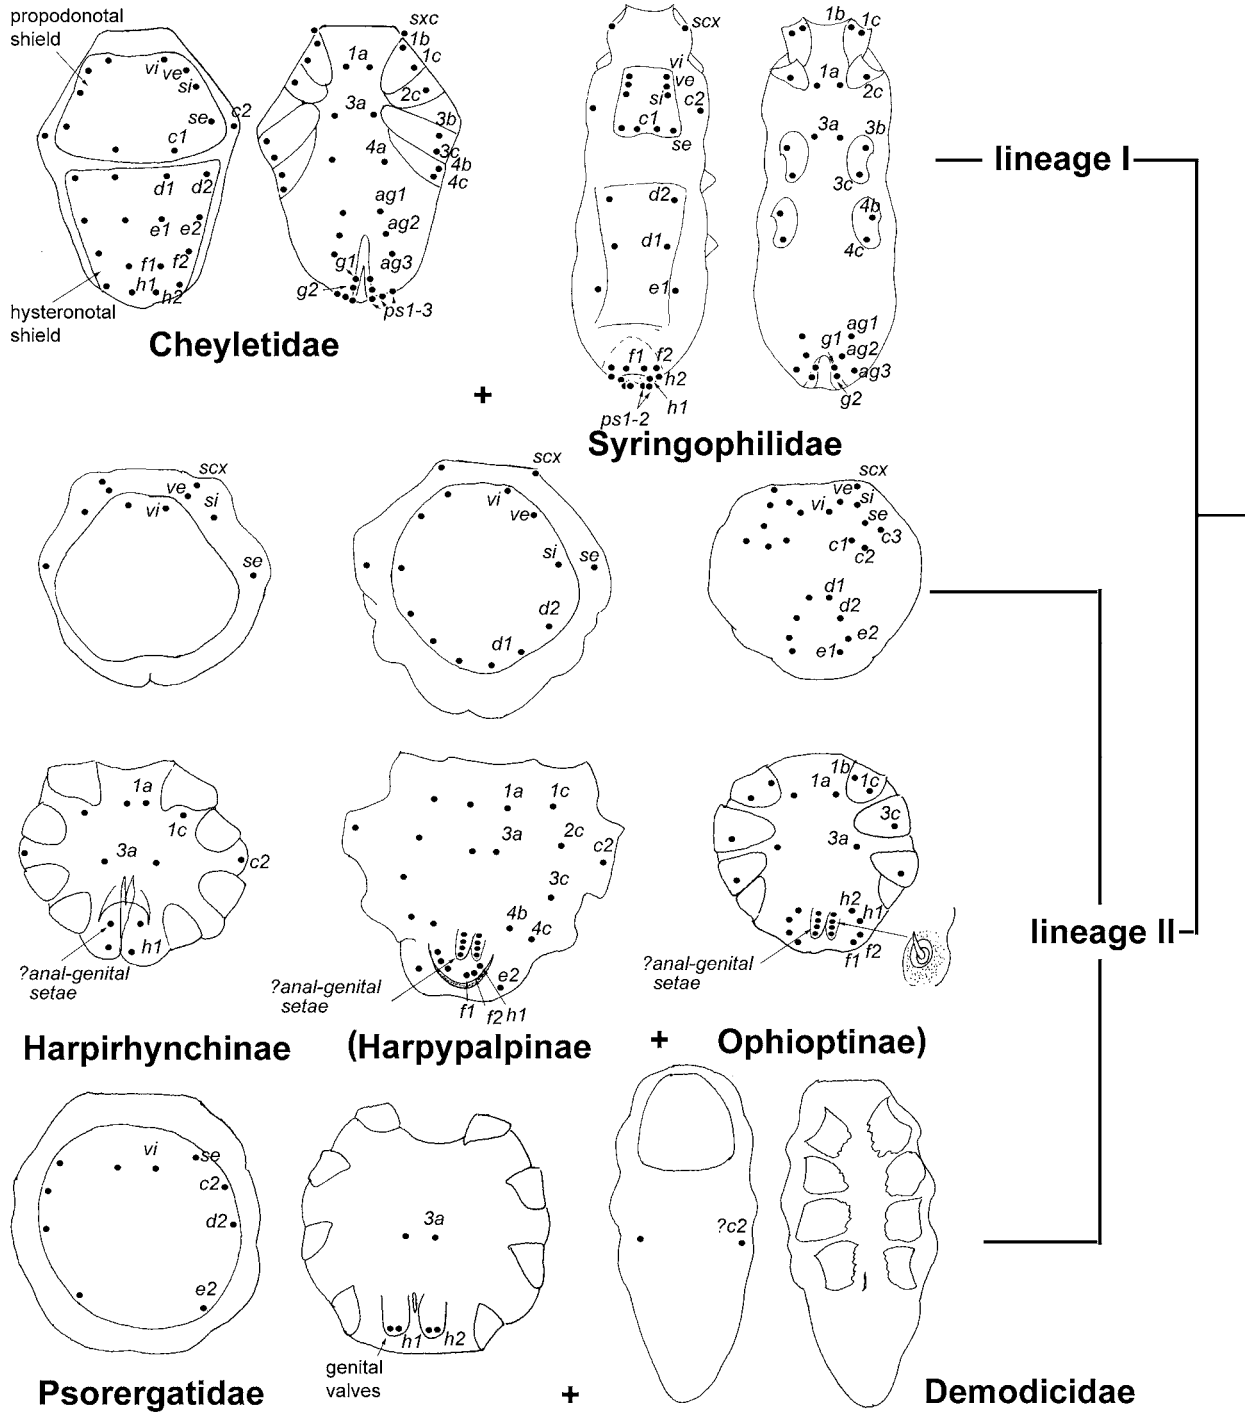 propodonotal
shield
vi
ve
si
se
c2
c1
d1
d2
e1
e2
f1
f2
h1
h2
hysteronotal
shield
sxc
1b
1a
1c
2c
3a
3b
3c
4a
4b
4c
ag1
ag2
g1
ag3
g2
ps1-3
Cheyletidae
+
scx
vi
ve
si
c2
c1
se
d2
d1
e1
f1
f2
h2
h1
ps1-2
1b
1c
1a
2c
3a
3b
3c
4b
4c
ag1
g1
ag2
ag3
g2
Syringophilidae
lineage I
scx
ve
si
vi
se
scx
vi
ve
si
se
d2
d1
scx
ve
vi
si
se
c3
c1
c2
d1
d2
e2
e1
1a
1c
3a
c2
h1
?anal-genital
setae
Harpirhynchinae
1a
1c
3a
2c
c2
3c
4b
4c
e2
?anal-genital
setae
f1
f2
h1
(Harpypalpinae
+
1b
1a
1c
3c
3a
h2
h1
f2
f1
?anal-genital
setae
Ophioptinae)
lineage II
vi
se
c2
d2
e2
3a
h1
h2
genital
valves
Psorergatidae
+
?c2
Demodicidae